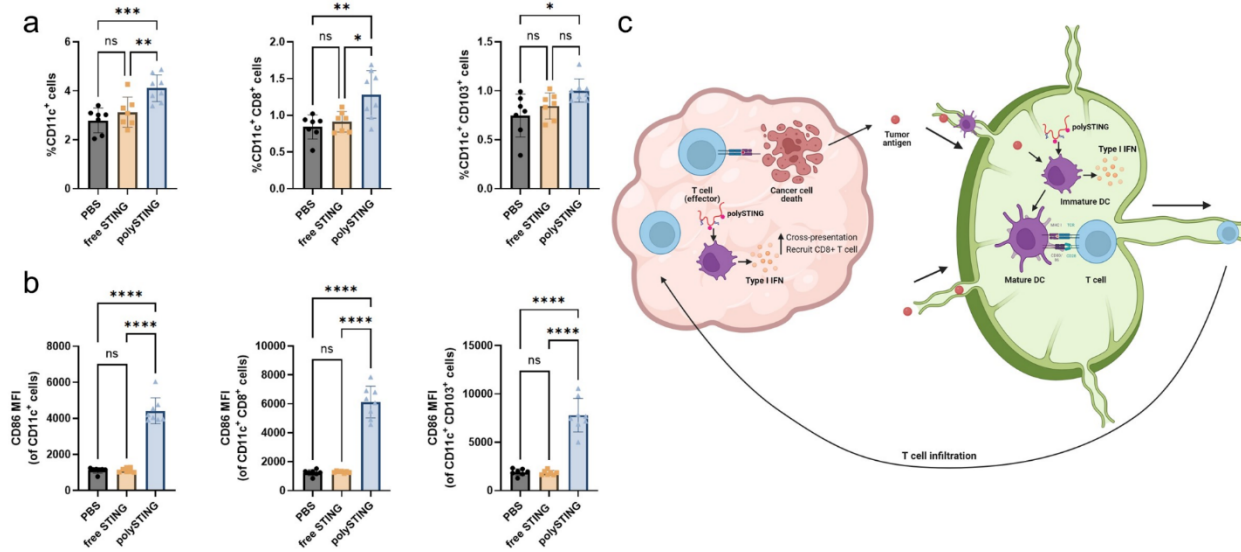 a
***
ns
**
%CD11c+ cells
6
4
2
0
PBS
free STING
polySTING
**
ns
*
%CD11c+ CD8+ cells
2.0
1.5
1.0
0.5
0.0
PBS
free STING
polySTING
*
ns
ns
%CD11c+ CD103+ cells
1.5
1.0
0.5
0.0
PBS
free STING
polySTING
b
****
****
ns
CD86 MFI
(of CD11c+ cells)
8000
6000
4000
2000
0
PBS
free STING
polySTING
****
****
ns
CD86 MFI
(of CD11c+ CD8+ cells)
10000
8000
6000
4000
2000
0
PBS
free STING
polySTING
****
****
ns
CD86 MFI
(of CD11c+ CD103+ cells)
15000
10000
5000
0
PBS
free STING
polySTING
c
T cell
(effector)
Cancer cell
death
polySTING
Type I IFN
Cross-presentation
Recruit CD8+ T cell
Tumor
antigen
polySTING
Type I IFN
Immature DC
MHC I
TCR
Mature DC
T cell
T cell infiltration